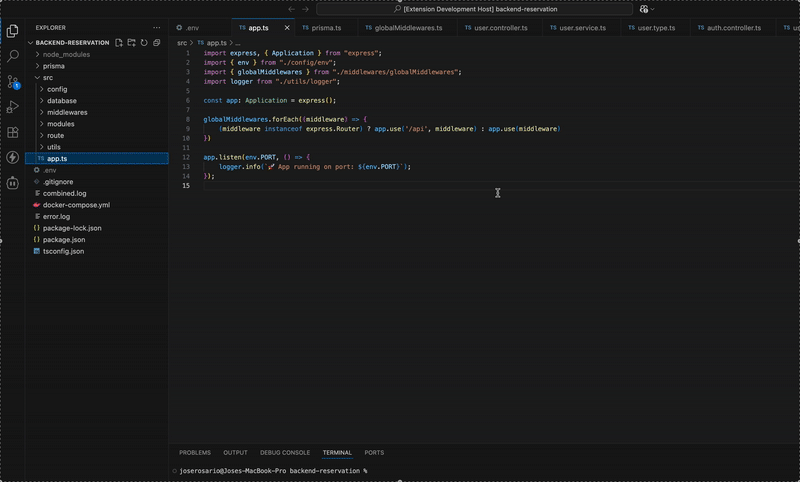 [Extension Development Host] backend-reservation
EXPLORER
.env
TS app.ts
TS prisma.ts
TS globalMiddlewares.ts
TS user.controller.ts
TS user.service.ts
TS user.type.ts
TS auth.controller.ts
TS us
BACKEND-RESERVATION
node_modules
prisma
src
config
database
middlewares
modules
route
utils
TS app.ts
.env
.gitignore
combined.log
docker-compose.yml
error.log
{} package-lock.json
{} package.json
tsconfig.json
1
src > TS app.ts > ...
1 import express, { Application } from "express";
2 import { env } from "./config/env";
3 import { globalMiddlewares } from "./middlewares/globalMiddlewares";
4 import logger from "./utils/logger";
5
6 const app: Application = express();
7
8 globalMiddlewares.forEach((middleware) => {
9 (middleware instanceof express.Router) ? app.use('/api', middleware) : app.use(middleware)
10 })
11
12 app.listen(env.PORT, () => {
13 logger.info(`🚀 App running on port: ${env.PORT}`);
14 });
15
PROBLEMS OUTPUT DEBUG CONSOLE TERMINAL PORTS
joserosario@Joses-MacBook-Pro backend-reservation %